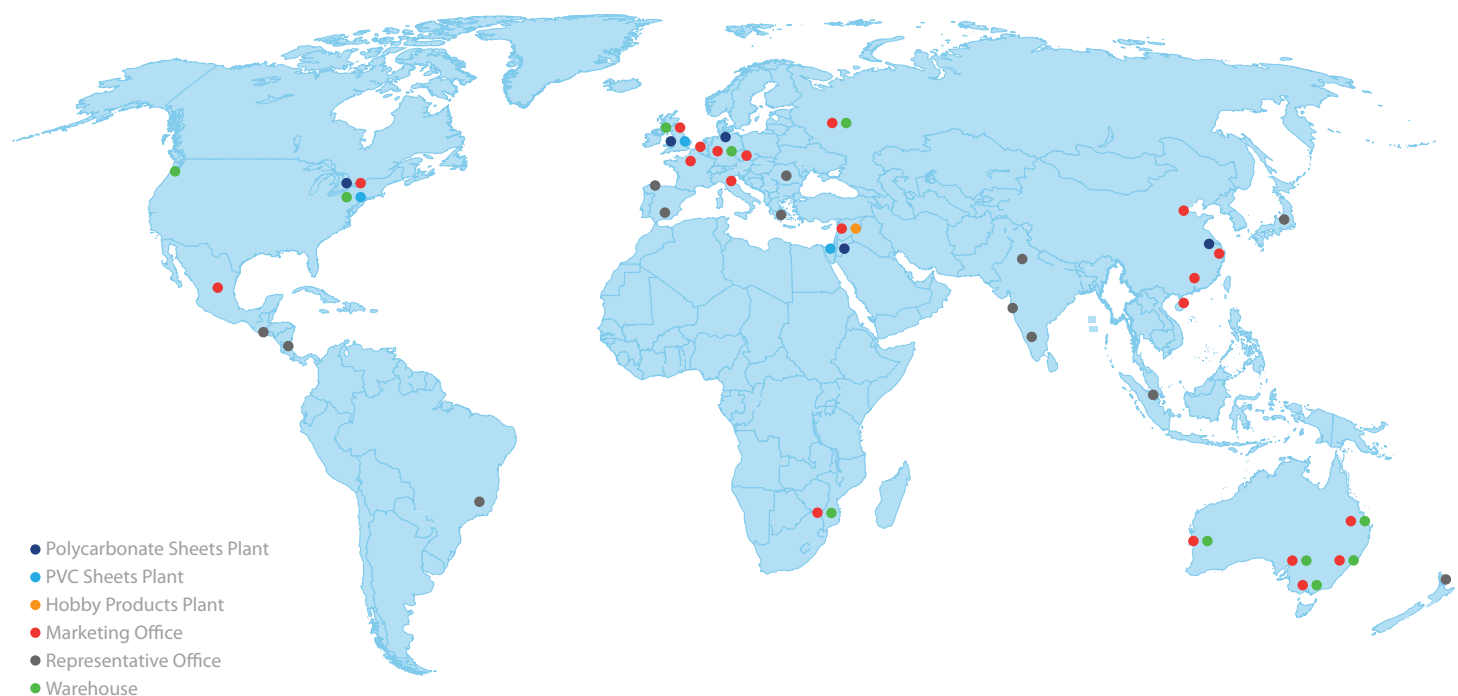 Polycarbonate Sheets Plant
PVC Sheets Plant
Hobby Products Plant
Marketing Office
Representative Office
Warehouse